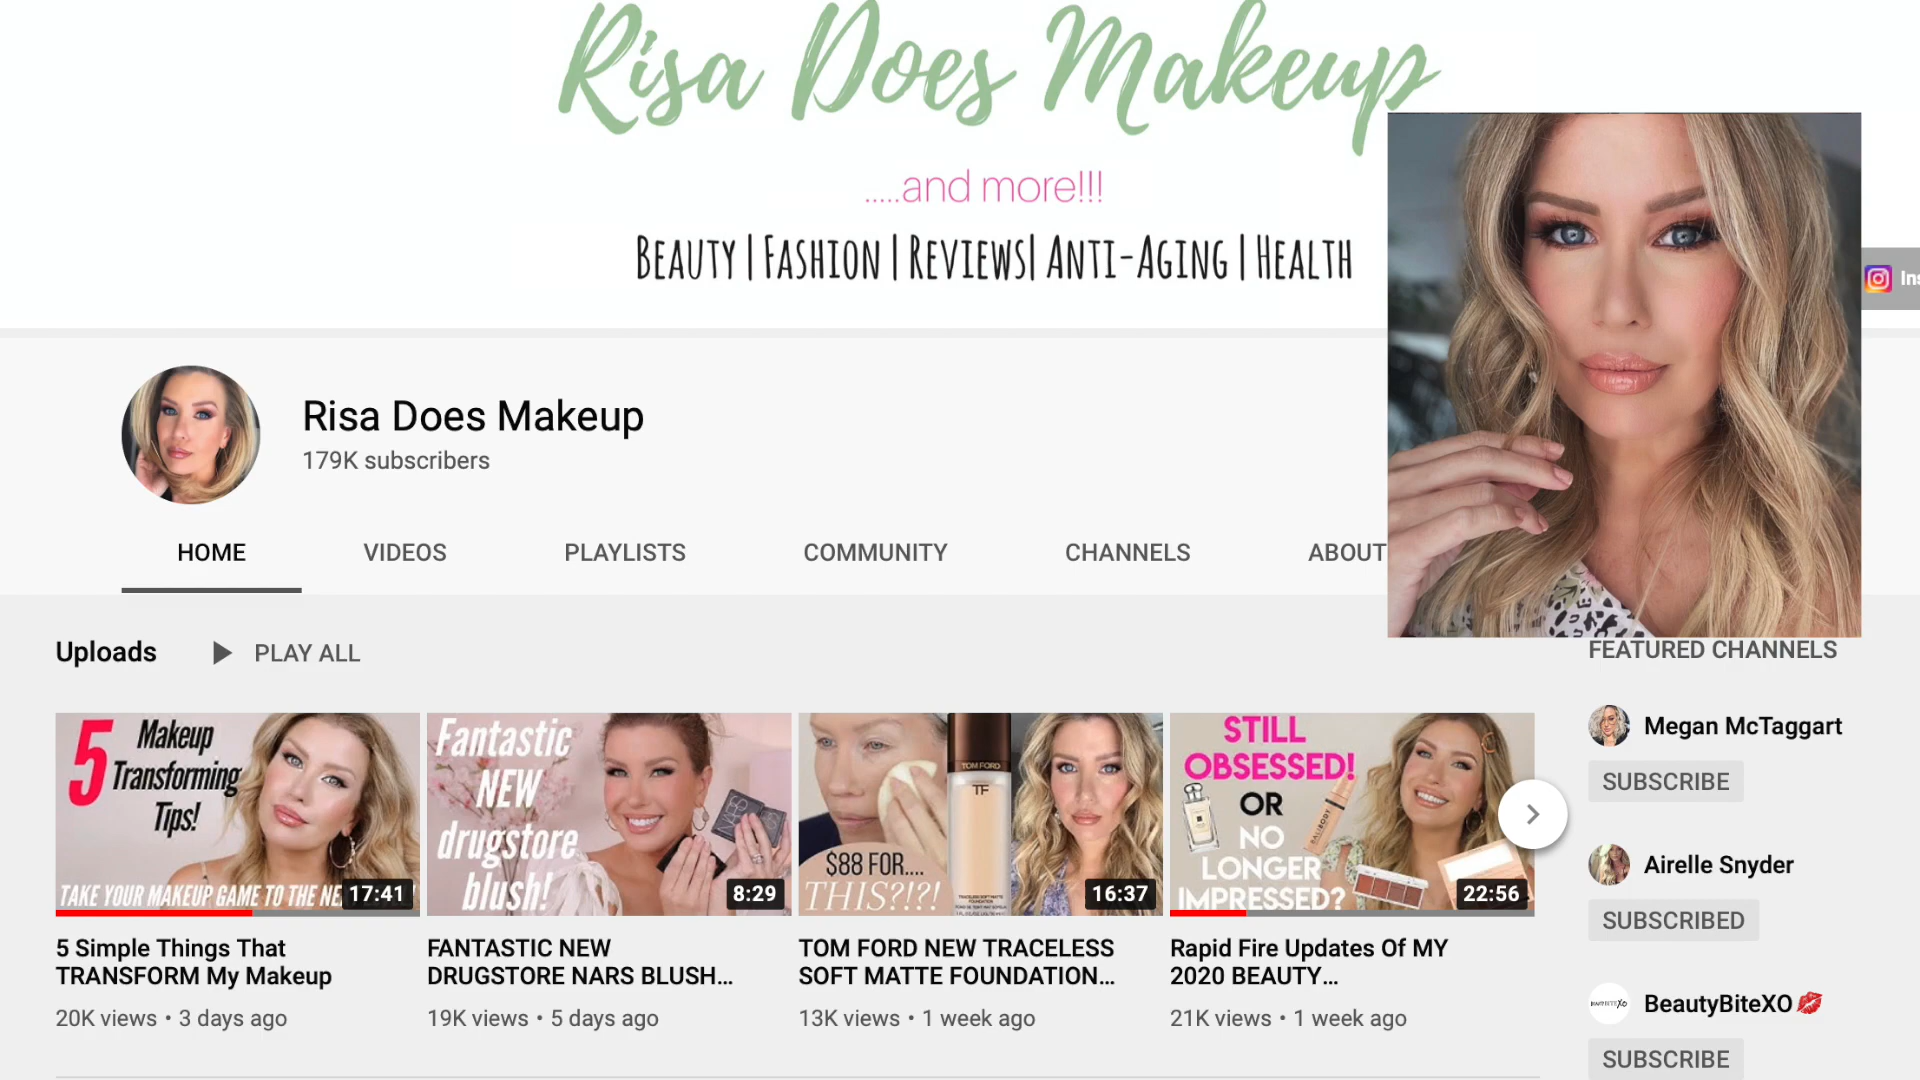 Risa Does Makeup
.....and more!!!
BEAUTY | FASHION | REVIEWS| ANTI-AGING | HEALTH
Risa Does Makeup
179K subscribers
HOME VIDEOS PLAYLISTS COMMUNITY CHANNELS ABOUT
Uploads PLAY ALL
FEATURED CHANNELS
5 Makeup
Transforming
Tips!
TAKE YOUR MAKEUP GAME TO THE NE
17:41
Fantastic
NEW
drugstore
blush!
8:29
TOM FORD
TF
$88 FOR....
THIS?!?!
16:37
STILL
OBSESSED!
OR
NO
LONGER
IMPRESSED?
22:56
5 Simple Things That
TRANSFORM My Makeup
20K views • 3 days ago
FANTASTIC NEW
DRUGSTORE NARS BLUSH...
19K views • 5 days ago
TOM FORD NEW TRACELESS
SOFT MATTE FOUNDATION...
13K views • 1 week ago
Rapid Fire Updates Of MY
2020 BEAUTY...
21K views • 1 week ago
Megan McTaggart
SUBSCRIBE
Airelle Snyder
SUBSCRIBED
BeautyBiteXO💋
SUBSCRIBE